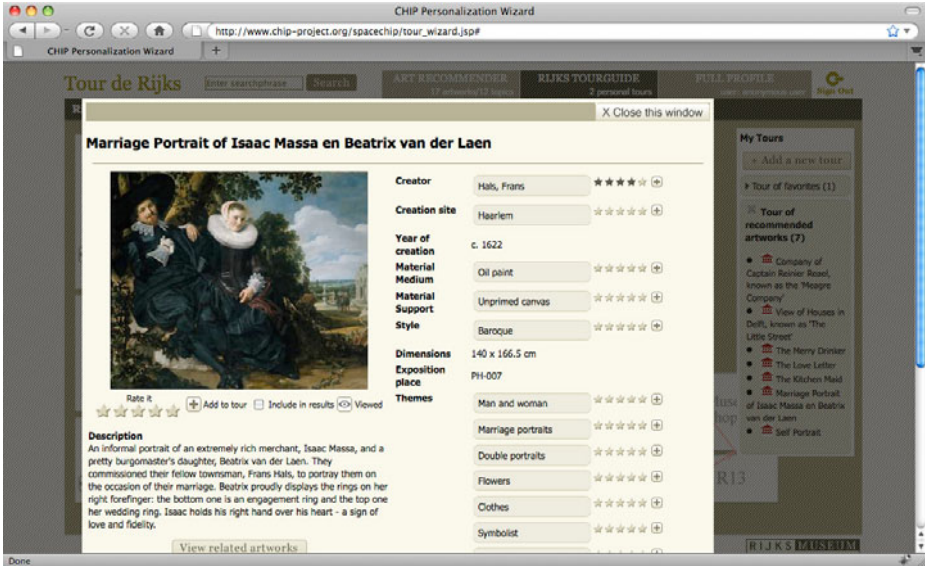 CHIP Personalization Wizard
http://www.chip-project.org/spacechip/tour_wizard.jsp#
CHIP Personalization Wizard
Tour de Rijks
Enter searchphrase
Search
ART RECOMMENDER
17 artworks/12 topics
RIJKS TOURGUIDE
2 personal tours
FULL PROFILE
user: anonymous user
Sign Out
X Close this window
Marriage Portrait of Isaac Massa en Beatrix van der Laen
Creator
Hals, Frans
Creation site
Haarlem
Year of
creation
c. 1622
Material
Medium
Oil paint
Material
Support
Unprimed canvas
Style
Baroque
Dimensions
140 x 166.5 cm
Exposition
place
PH-007
Themes
Man and woman
Marriage portraits
Double portraits
Flowers
Clothes
Symbolist
Rate it
Add to tour
Include in results
Viewed
Description
An informal portrait of an extremely rich merchant, Isaac Massa, and a
pretty burgomaster's daughter, Beatrix van der Laen. They
commissioned their fellow townsman, Frans Hals, to portray them on
the occasion of their marriage. Beatrix proudly displays the rings on her
right forefinger: the bottom one is an engagement ring and the top one
her wedding ring. Isaac holds his right hand over his heart - a sign of
love and fidelity.
View related artworks
My Tours
+ Add a new tour
Tour of favorites (1)
Tour of
recommended
artworks (7)
Company of
Captain Reinier Reael,
known as the 'Meagre
Company'
View of Houses in
Delft, known as 'The
Little Street'
The Merry Drinker
The Love Letter
The Kitchen Maid
Marriage Portrait
of Isaac Massa en Beatrix
van der Laen
Self Portrait
R13
RIJKSMUSEUM
Done